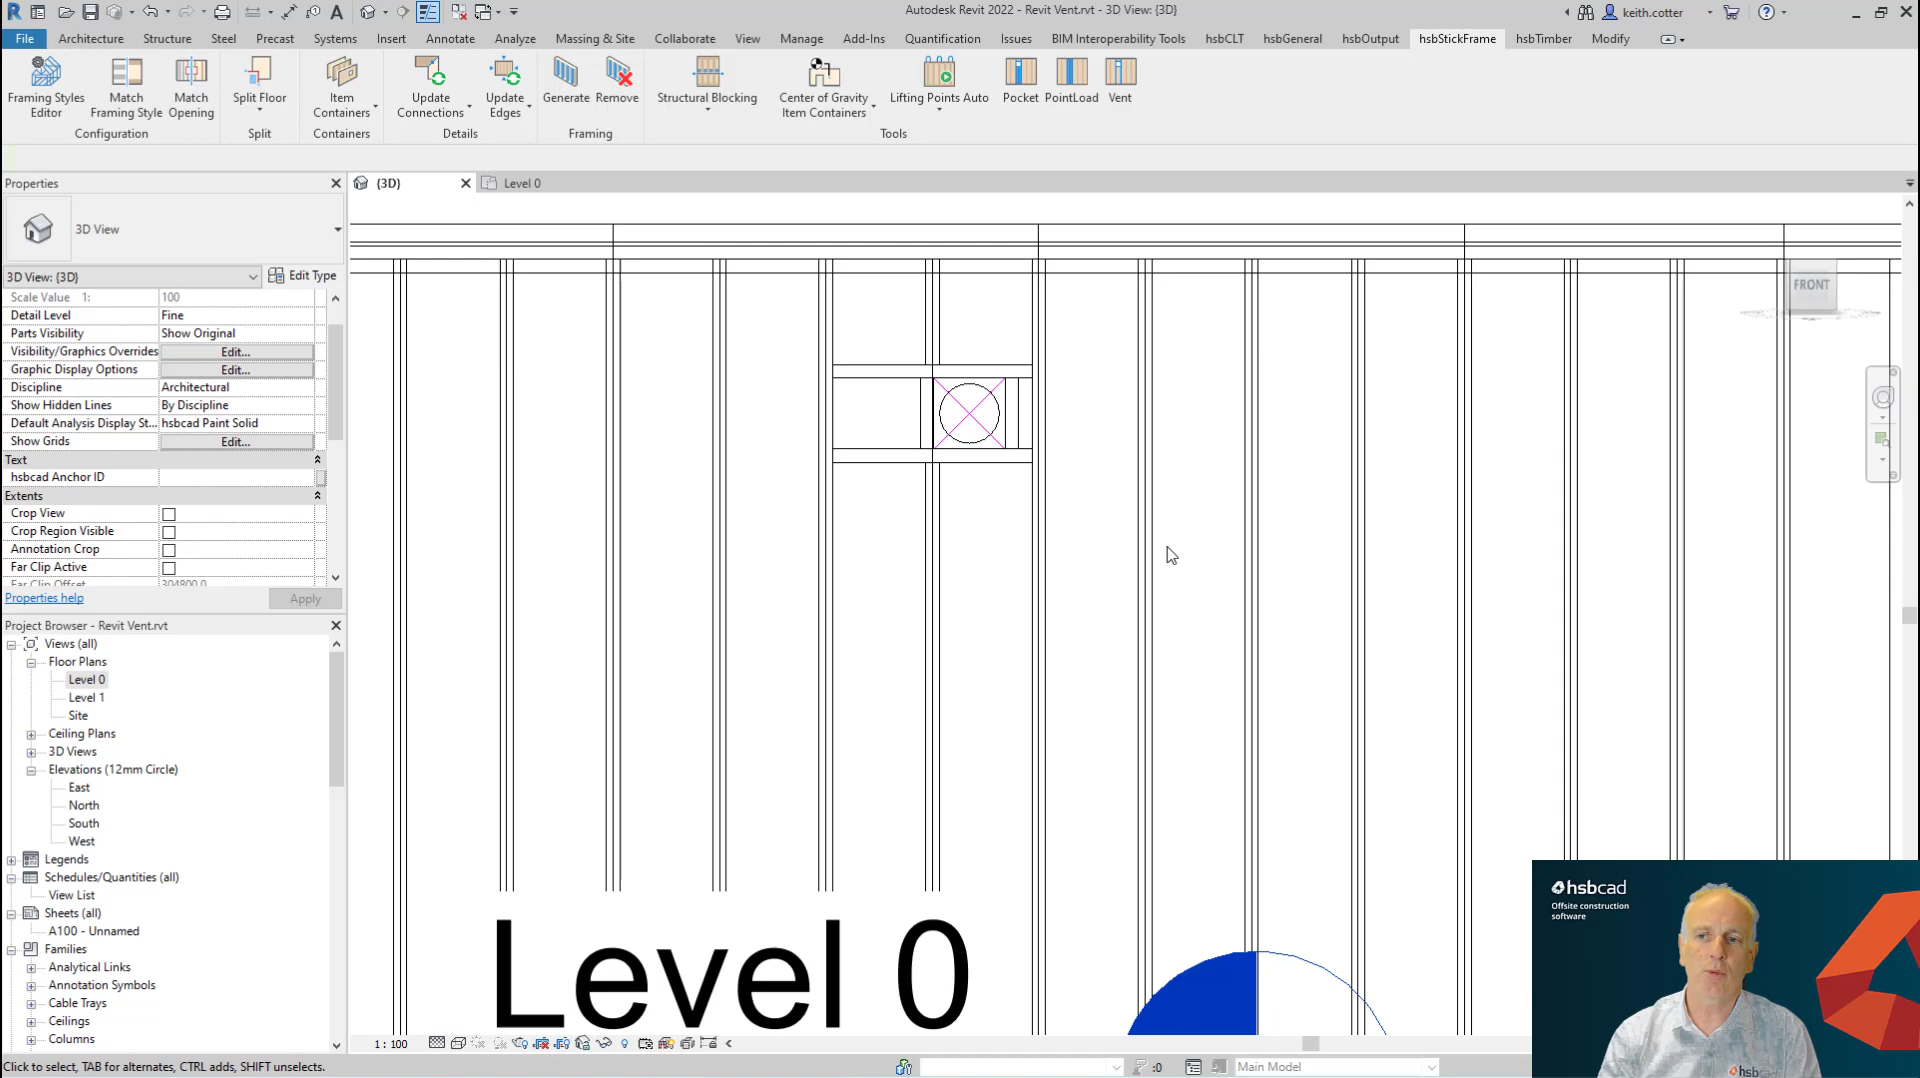 Autodesk Revit 2022 - Revit Vent.rvt - 3D View: {3D}
keith.cotter
File Architecture Structure Steel Precast Systems Insert Annotate Analyze Massing & Site Collaborate View Manage Add-Ins Quantification Issues BIM Interoperability Tools hsbCLT hsbGeneral hsbOutput hsbStickFrame hsbTimber Modify
Framing Styles Editor
Match Framing Style
Match Opening
Split Floor
Item Containers
Update Connections
Update Edges
Generate
Remove
Structural Blocking
Center of Gravity Item Containers
Lifting Points Auto
Pocket
PointLoad
Vent
Configuration Split Containers Details Framing Tools
Properties
{3D}
Level 0
3D View
3D View: {3D}
Edit Type
Scale Value 1: 100
Detail Level Fine
Parts Visibility Show Original
Visibility/Graphics Overrides Edit...
Graphic Display Options Edit...
Discipline Architectural
Show Hidden Lines By Discipline
Default Analysis Display St... hsbcad Paint Solid
Show Grids Edit...
Text
hsbcad Anchor ID
Extents
Crop View
Crop Region Visible
Annotation Crop
Far Clip Active
Far Clip Offset 304800.0
Properties help
Apply
Project Browser - Revit Vent.rvt
Views (all)
Floor Plans
Level 0
Level 1
Site
Ceiling Plans
3D Views
Elevations (12mm Circle)
East
North
South
West
Legends
Schedules/Quantities (all)
View List
Sheets (all)
A100 - Unnamed
Families
Analytical Links
Annotation Symbols
Cable Trays
Ceilings
Columns
FRONT
Level 0
hsbcad
Offsite construction
software
hsbcad
1 : 100
Click to select, TAB for alternates, CTRL adds, SHIFT unselects.
:0
Main Model